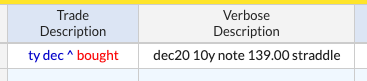 Trade Verbose
Description Description
ty dec ^ bought dec20 10y note 139.00 straddle